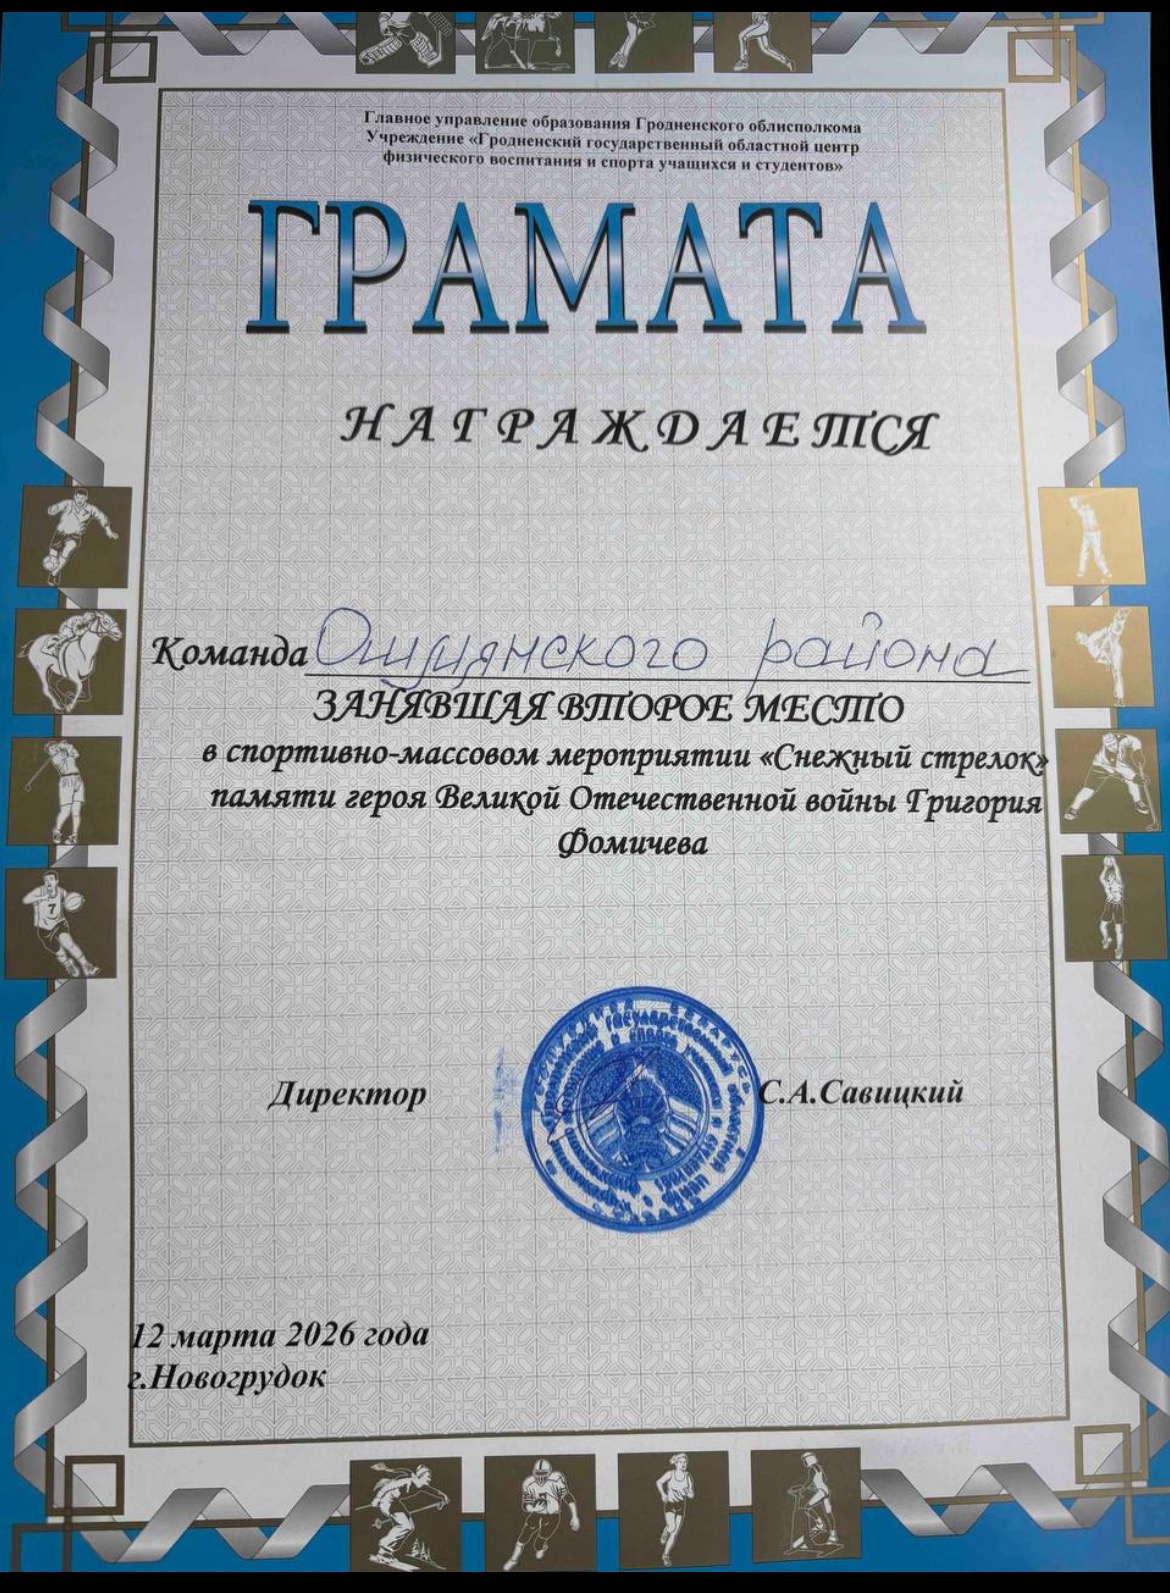 Главное управление образования Гродненского облисполкома
Учреждение «Гродненский государственный областной центр
физического воспитания и спорта учащихся и студентов»
ГРАМАТА
НАГРАЖДАЕТСЯ
Команда Ошмянского района
ЗАНЯВШАЯ ВТОРОЕ МЕСТО
в спортивно-массовом мероприятии «Снежный стрелок»
памяти героя Великой Отечественной войны Григория
Фомичева
Директор С.А.Савицкий
12 марта 2026 года
г.Новогрудок